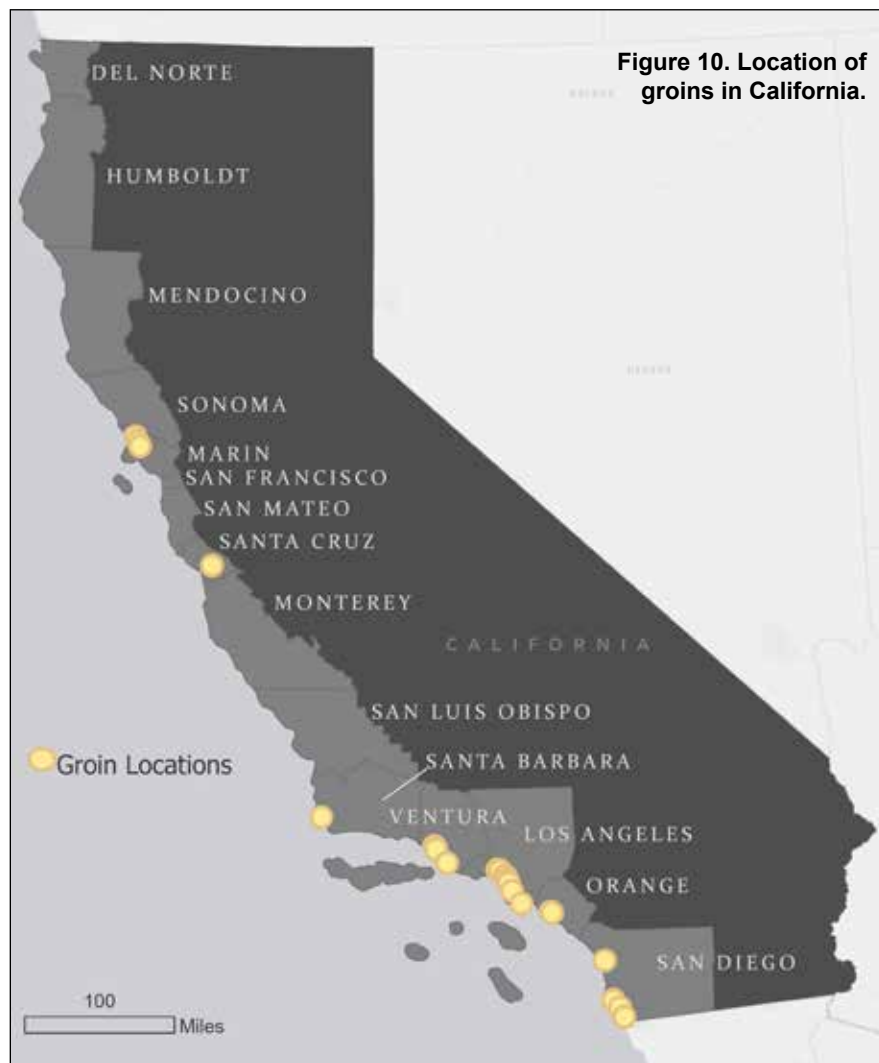 Figure 10. Location of
groins in California.
DEL NORTE
HUMBOLDT
MENDOCINO
SONOMA
MARIN
SAN FRANCISCO
SAN MATEO
SANTA CRUZ
MONTEREY
CALIFORNIA
SAN LUIS OBISPO
SANTA BARBARA
Groin Locations
VENTURA
LOS ANGELES
ORANGE
SAN DIEGO
100
Miles